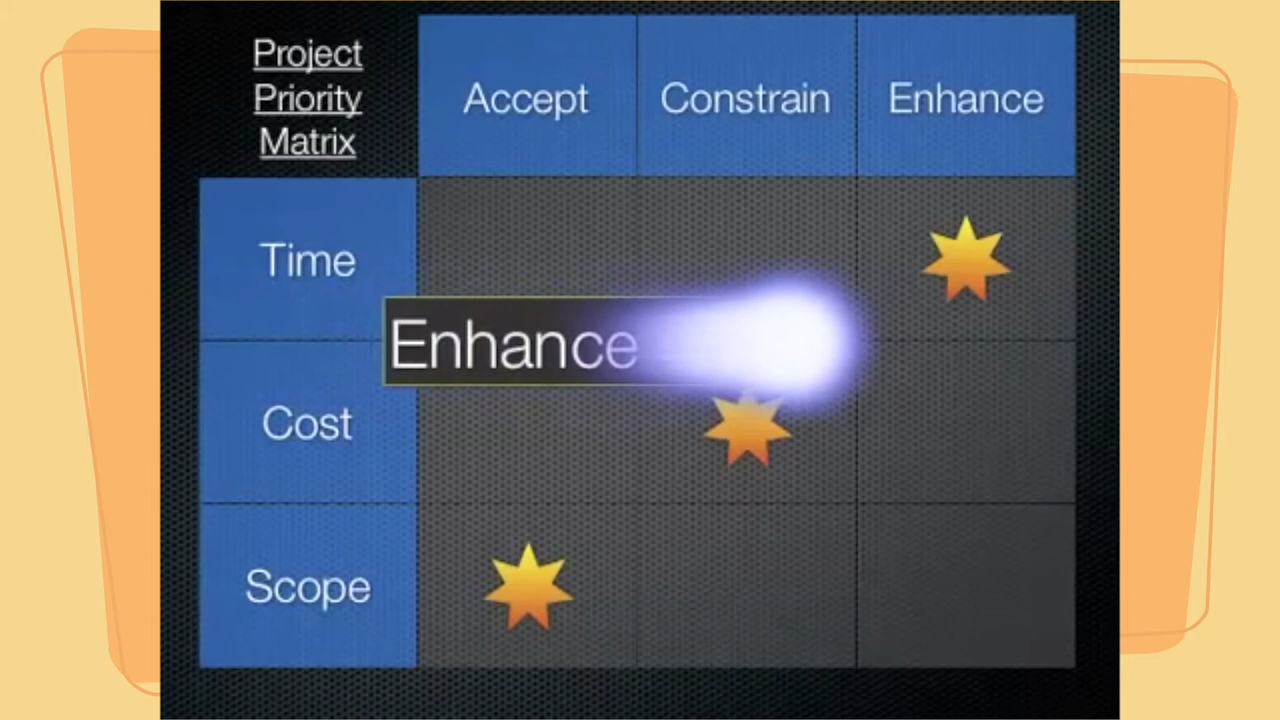 Project
Priority
Matrix
Accept
Constrain
Enhance
Time
Enhance
Cost
Scope